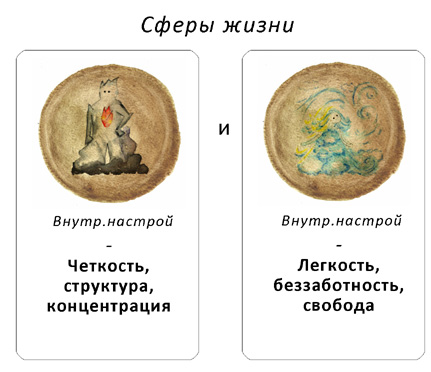 Сферы жизни
и
Внутр.настрой
-
Четкость,
структура,
концентрация
Внутр.настрой
-
Легкость,
беззаботность,
свобода